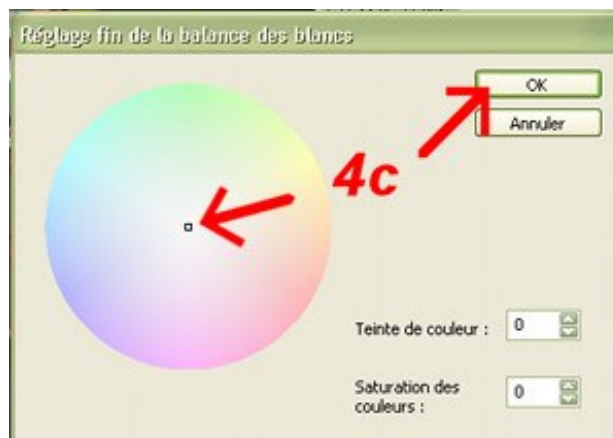 Réglage fin de la balance des blancs
OK
Annuler
4c
Teinte de couleur : 0
Saturation des
couleurs : 0